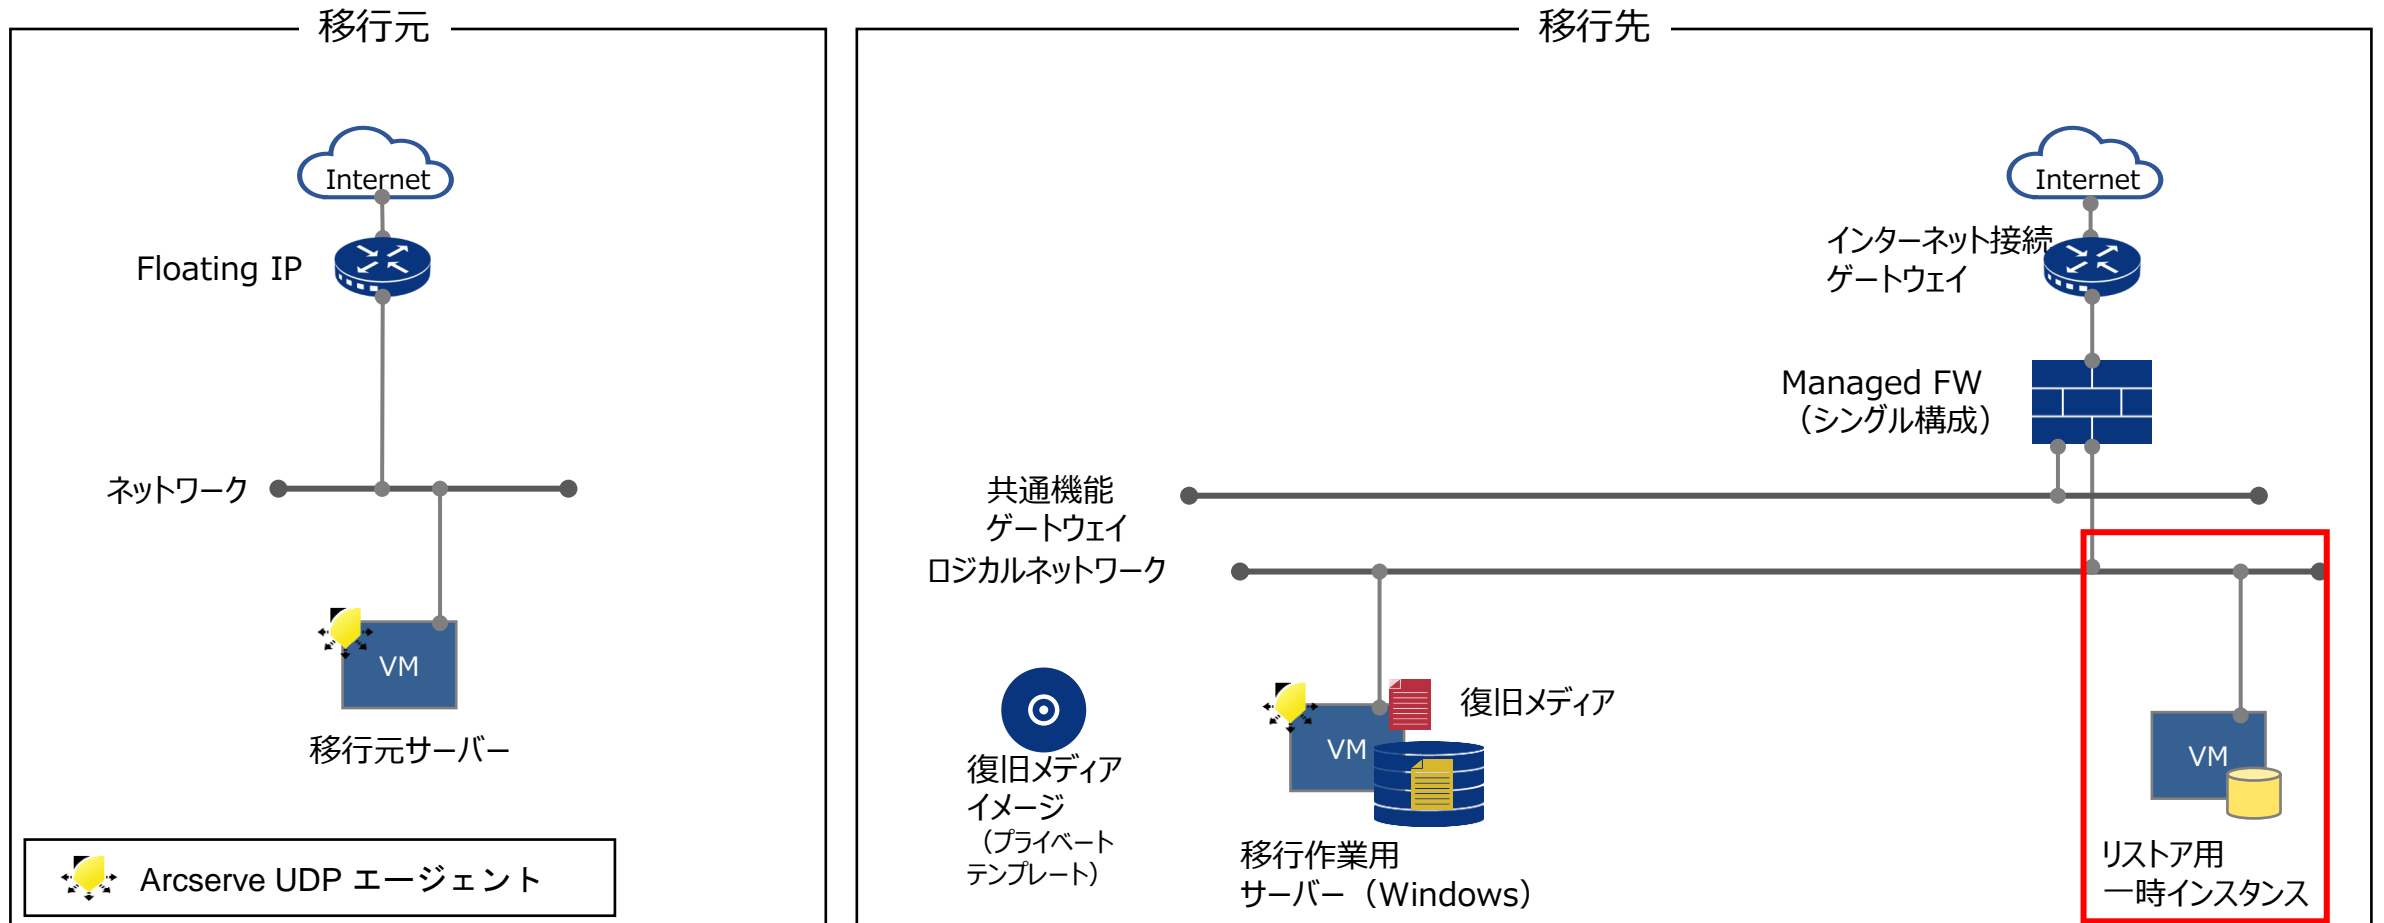 移行元
Internet
Floating IP
ネットワーク
VM
移行元サーバー
Arcserve UDP エージェント
移行先
Internet
インターネット接続
ゲートウェイ
Managed FW
（シングル構成）
共通機能
ゲートウェイ
ロジカルネットワーク
復旧メディア
イメージ
（プライベート
テンプレート）
VM
復旧メディア
移行作業用
サーバー（Windows）
VM
リストア用
一時インスタンス